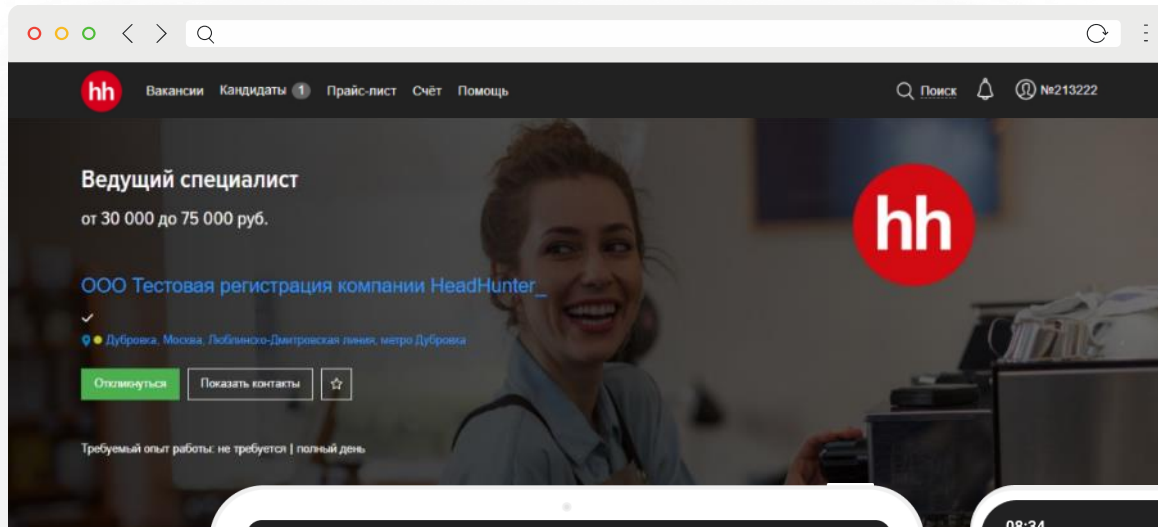 hh Вакансии Кандидаты 1 Прайс-лист Счёт Помощь Поиск №213222
Ведущий специалист
от 30 000 до 75 000 руб.
hh
ООО Тестовая регистрация компании HeadHunter_
Дубровка, Москва, Люблинско-Дмитровская линия, метро Дубровка
Откликнуться Показать контакты
Требуемый опыт работы: не требуется | полный день
08:34